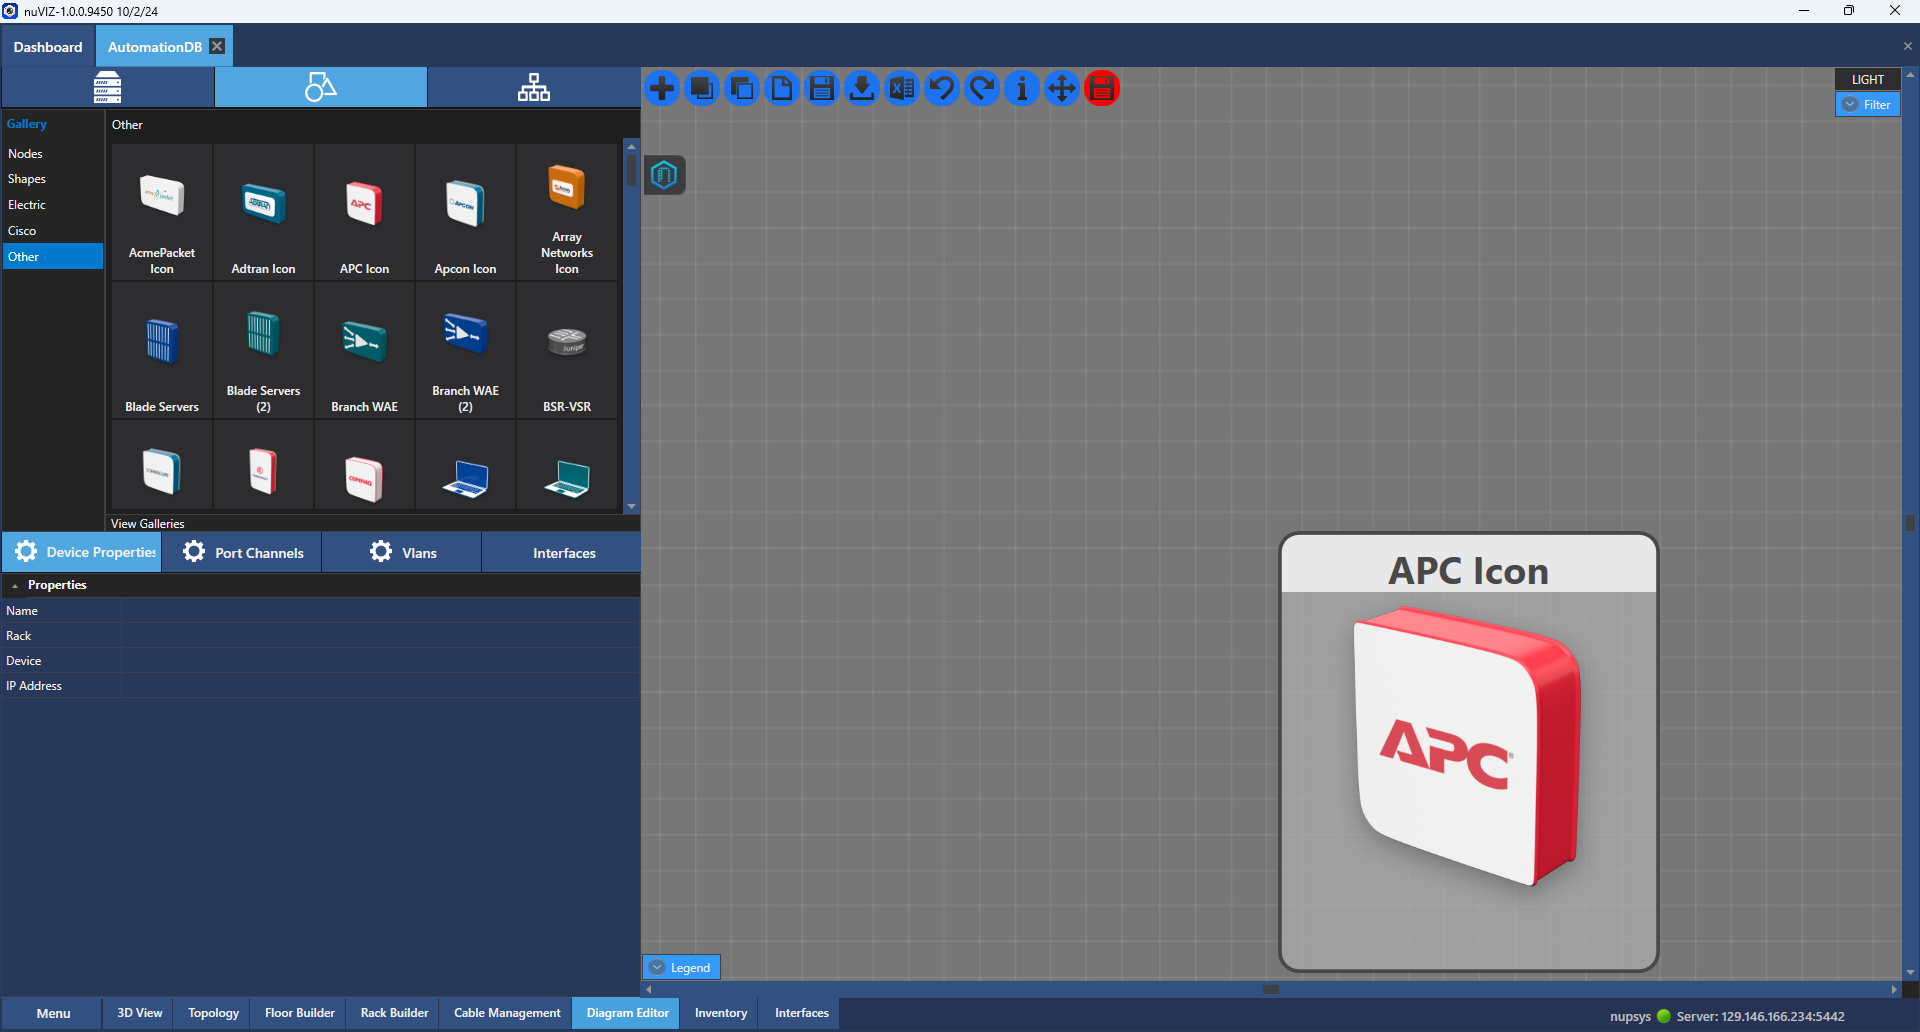 nuVIZ-1.0.0.9450 10/2/24
Dashboard
AutomationDB
LIGHT
Filter
Gallery
Nodes
Shapes
Electric
Cisco
Other
Other
AcmePacket
Icon
Adtran Icon
APC
APC Icon
APCON
Apcon Icon
Array
Networks
Icon
Blade Servers
Blade Servers
(2)
Branch WAE
Branch WAE
(2)
Juniper
BSR-VSR
View Galleries
Device Properties
Port Channels
Vlans
Interfaces
Properties
Name
Rack
Device
IP Address
APC Icon
APC®
Legend
Menu
3D View
Topology
Floor Builder
Rack Builder
Cable Management
Diagram Editor
Inventory
Interfaces
nupsys
Server: 129.146.166.234:5442